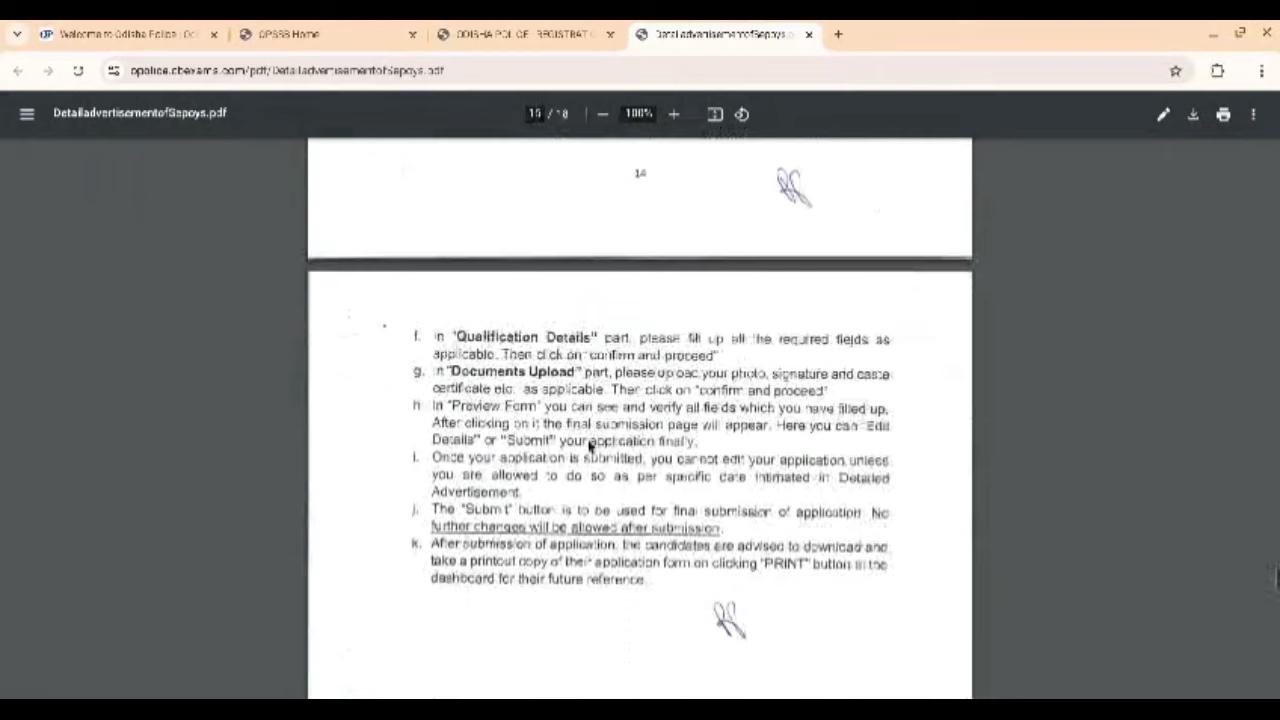 Welcome to Odisha Police
OPSSB Home
ODISHA POLICE REGISTRATI
DetailadvertisementofSepoys.p
opolice.cbexams.com/pdf/DetailadvertisementofSepoys.pdf
DetailadvertisementofSepoys.pdf
15 / 18
100%
14
f. In "Qualification Details" part, please fill up all the required fields as
applicable. Then click on "confirm and proceed"
g. In "Documents Upload" part, please upload your photo, signature and caste
certificate etc. as applicable. Then click on "confirm and proceed"
h In "Preview Form" you can see and verify all fields which you have filled up.
After clicking on it the final submission page will appear. Here you can "Edit
Details" or "Submit" your application finally.
i. Once your application is submitted, you cannot edit your application unless
you are allowed to do so as per specific date intimated in Detailed
Advertisement.
j. The "Submit" button is to be used for final submission of application. No
further changes will be allowed after submission.
k. After submission of application, the candidates are advised to download and
take a printout copy of their application form on clicking "PRINT" button in the
dashboard for their future reference.